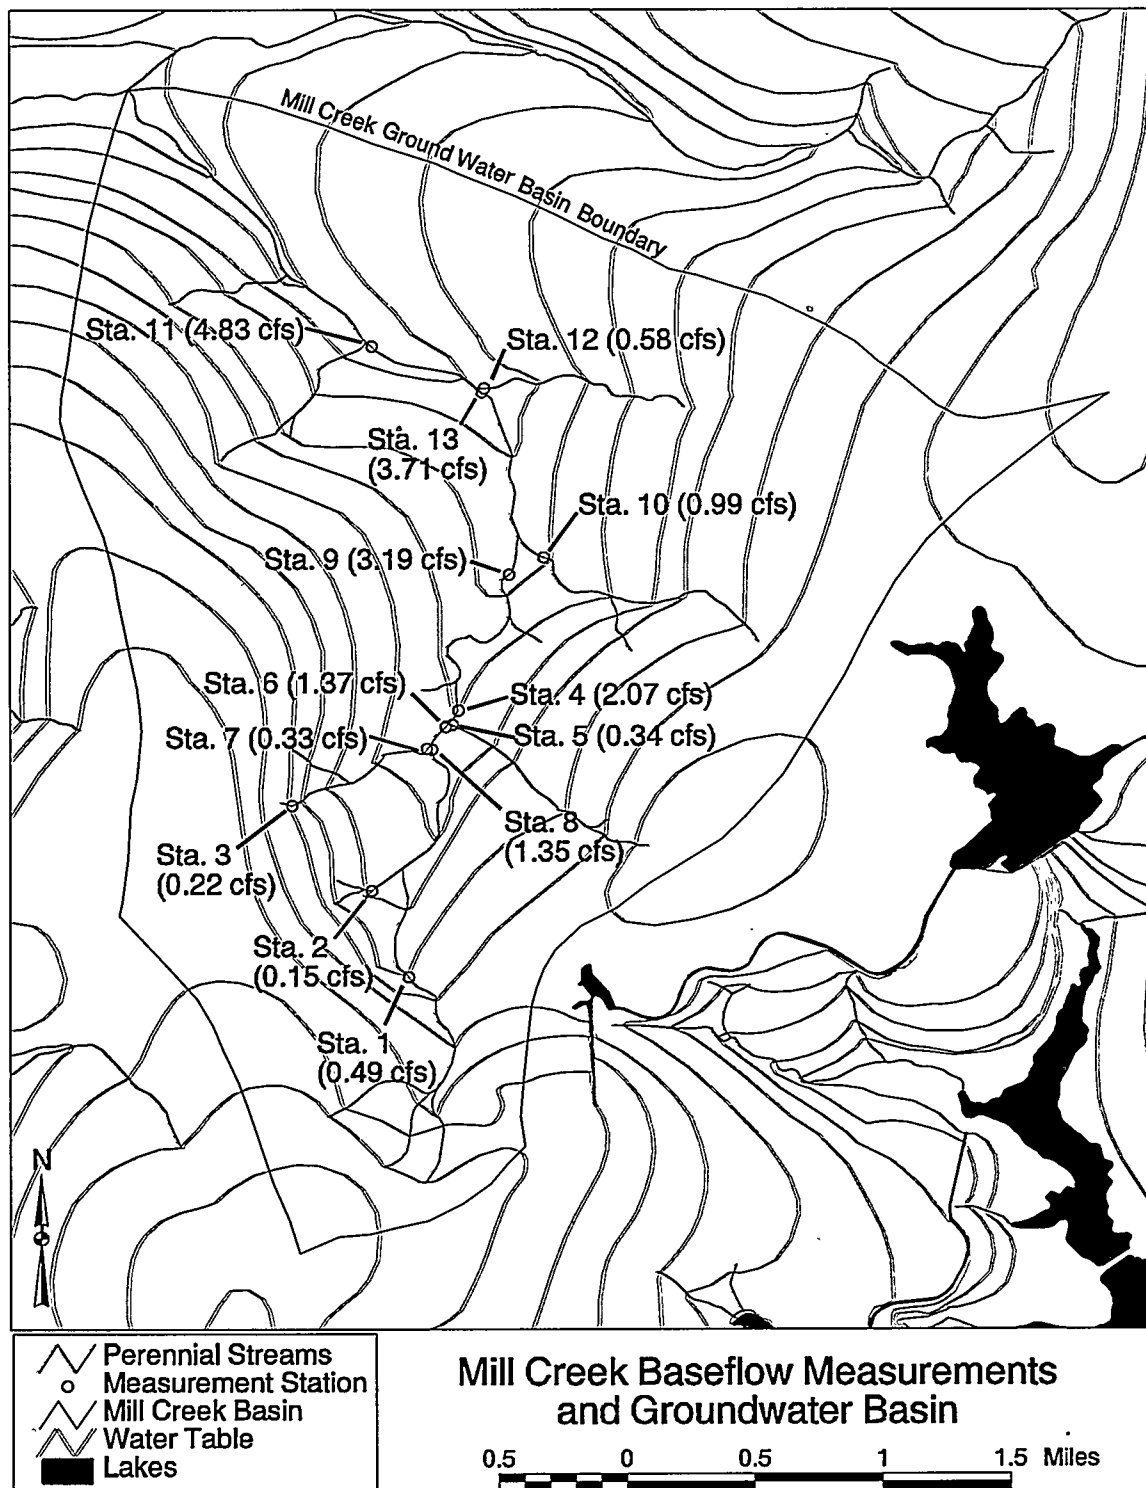 Mill Creek Ground Water Basin Boundary
Sta. 11 (4.83 cfs)
Sta. 12 (0.58 cfs)
Sta. 13
(3.71 cfs)
Sta. 10 (0.99 cfs)
Sta. 9 (3.19 cfs)
Sta. 6 (1.37 cfs)
Sta. 4 (2.07 cfs)
Sta. 7 (0.33 cfs)
Sta. 5 (0.34 cfs)
Sta. 8
(1.35 cfs)
Sta. 3
(0.22 cfs)
Sta. 2
(0.15 cfs)
Sta. 1
(0.49 cfs)
N
Perennial Streams
Measurement Station
Mill Creek Basin
Water Table
Lakes
Mill Creek Baseflow Measurements
and Groundwater Basin
0.5 0 0.5 1 1.5 Miles